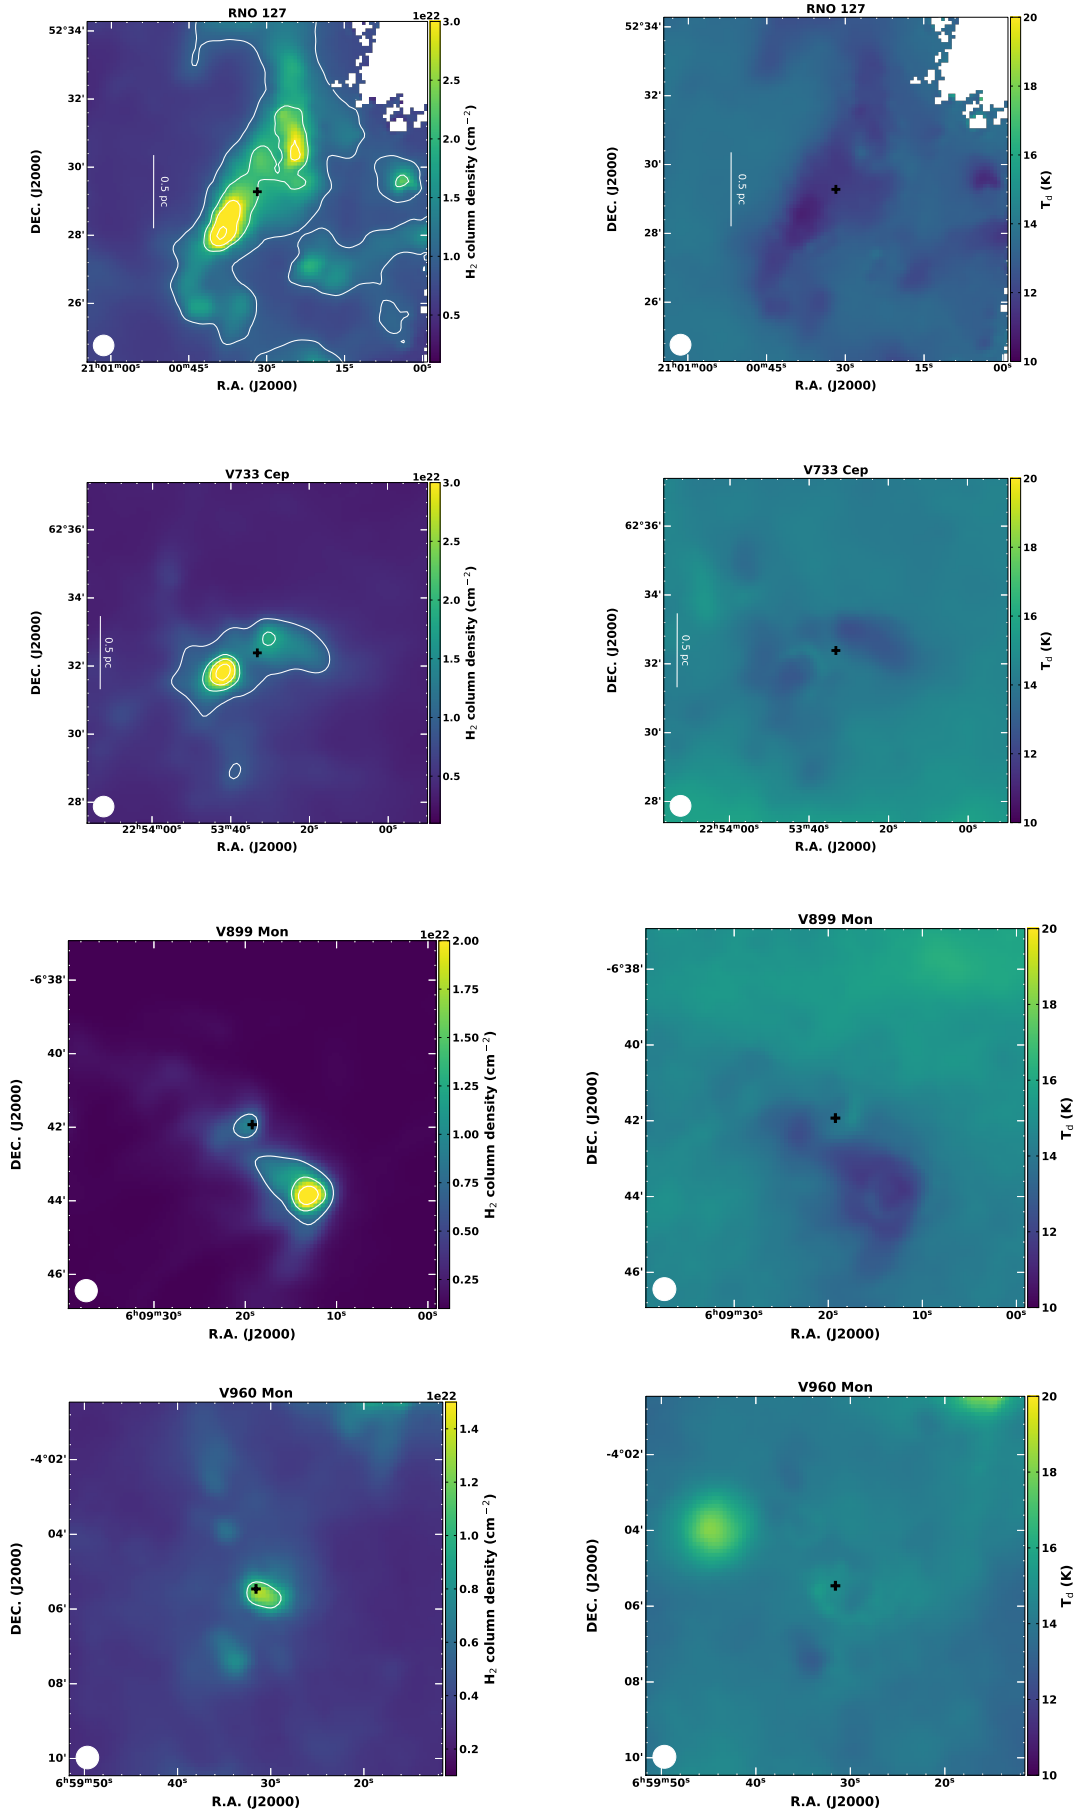 RNO 127
1e22
52°34'
32'
30'
28'
26'
DEC. (J2000)
0.5 pc
21ʰ01ᵐ00ˢ 00ᵐ45ˢ 30ˢ 15ˢ 00ˢ
R.A. (J2000)
3.0
2.5
2.0
1.5
1.0
0.5
H₂ column density (cm⁻²)
RNO 127
52°34'
32'
30'
28'
26'
DEC. (J2000)
0.5 pc
21ʰ01ᵐ00ˢ 00ᵐ45ˢ 30ˢ 15ˢ 00ˢ
R.A. (J2000)
20
18
16
14
12
10
T_d (K)
V733 Cep
1e22
62°36'
34'
32'
30'
28'
DEC. (J2000)
0.5 pc
22ʰ54ᵐ00ˢ 53ᵐ40ˢ 20ˢ 00ˢ
R.A. (J2000)
3.0
2.5
2.0
1.5
1.0
0.5
H₂ column density (cm⁻²)
V733 Cep
62°36'
34'
32'
30'
28'
DEC. (J2000)
0.5 pc
22ʰ54ᵐ00ˢ 53ᵐ40ˢ 20ˢ 00ˢ
R.A. (J2000)
20
18
16
14
12
10
T_d (K)
V899 Mon
1e22
-6°38'
40'
42'
44'
46'
DEC. (J2000)
6ʰ09ᵐ30ˢ 20ˢ 10ˢ 00ˢ
R.A. (J2000)
2.00
1.75
1.50
1.25
1.00
0.75
0.50
0.25
H₂ column density (cm⁻²)
V899 Mon
-6°38'
40'
42'
44'
46'
DEC. (J2000)
6ʰ09ᵐ30ˢ 20ˢ 10ˢ 00ˢ
R.A. (J2000)
20
18
16
14
12
10
T_d (K)
V960 Mon
1e22
-4°02'
04'
06'
08'
10'
DEC. (J2000)
6ʰ59ᵐ50ˢ 40ˢ 30ˢ 20ˢ
R.A. (J2000)
1.4
1.2
1.0
0.8
0.6
0.4
0.2
H₂ column density (cm⁻²)
V960 Mon
-4°02'
04'
06'
08'
10'
DEC. (J2000)
6ʰ59ᵐ50ˢ 40ˢ 30ˢ 20ˢ
R.A. (J2000)
20
18
16
14
12
10
T_d (K)